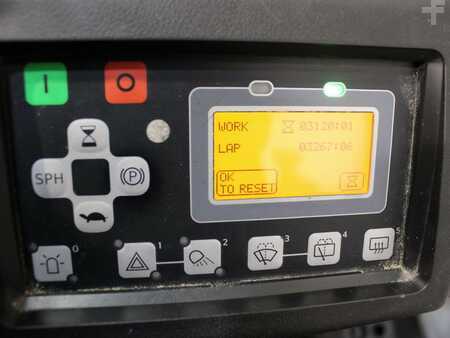 I O
WORK 03120:01
LAP 03267:06
OK
TO RESET
SPH P
0 1 2 3 4 5